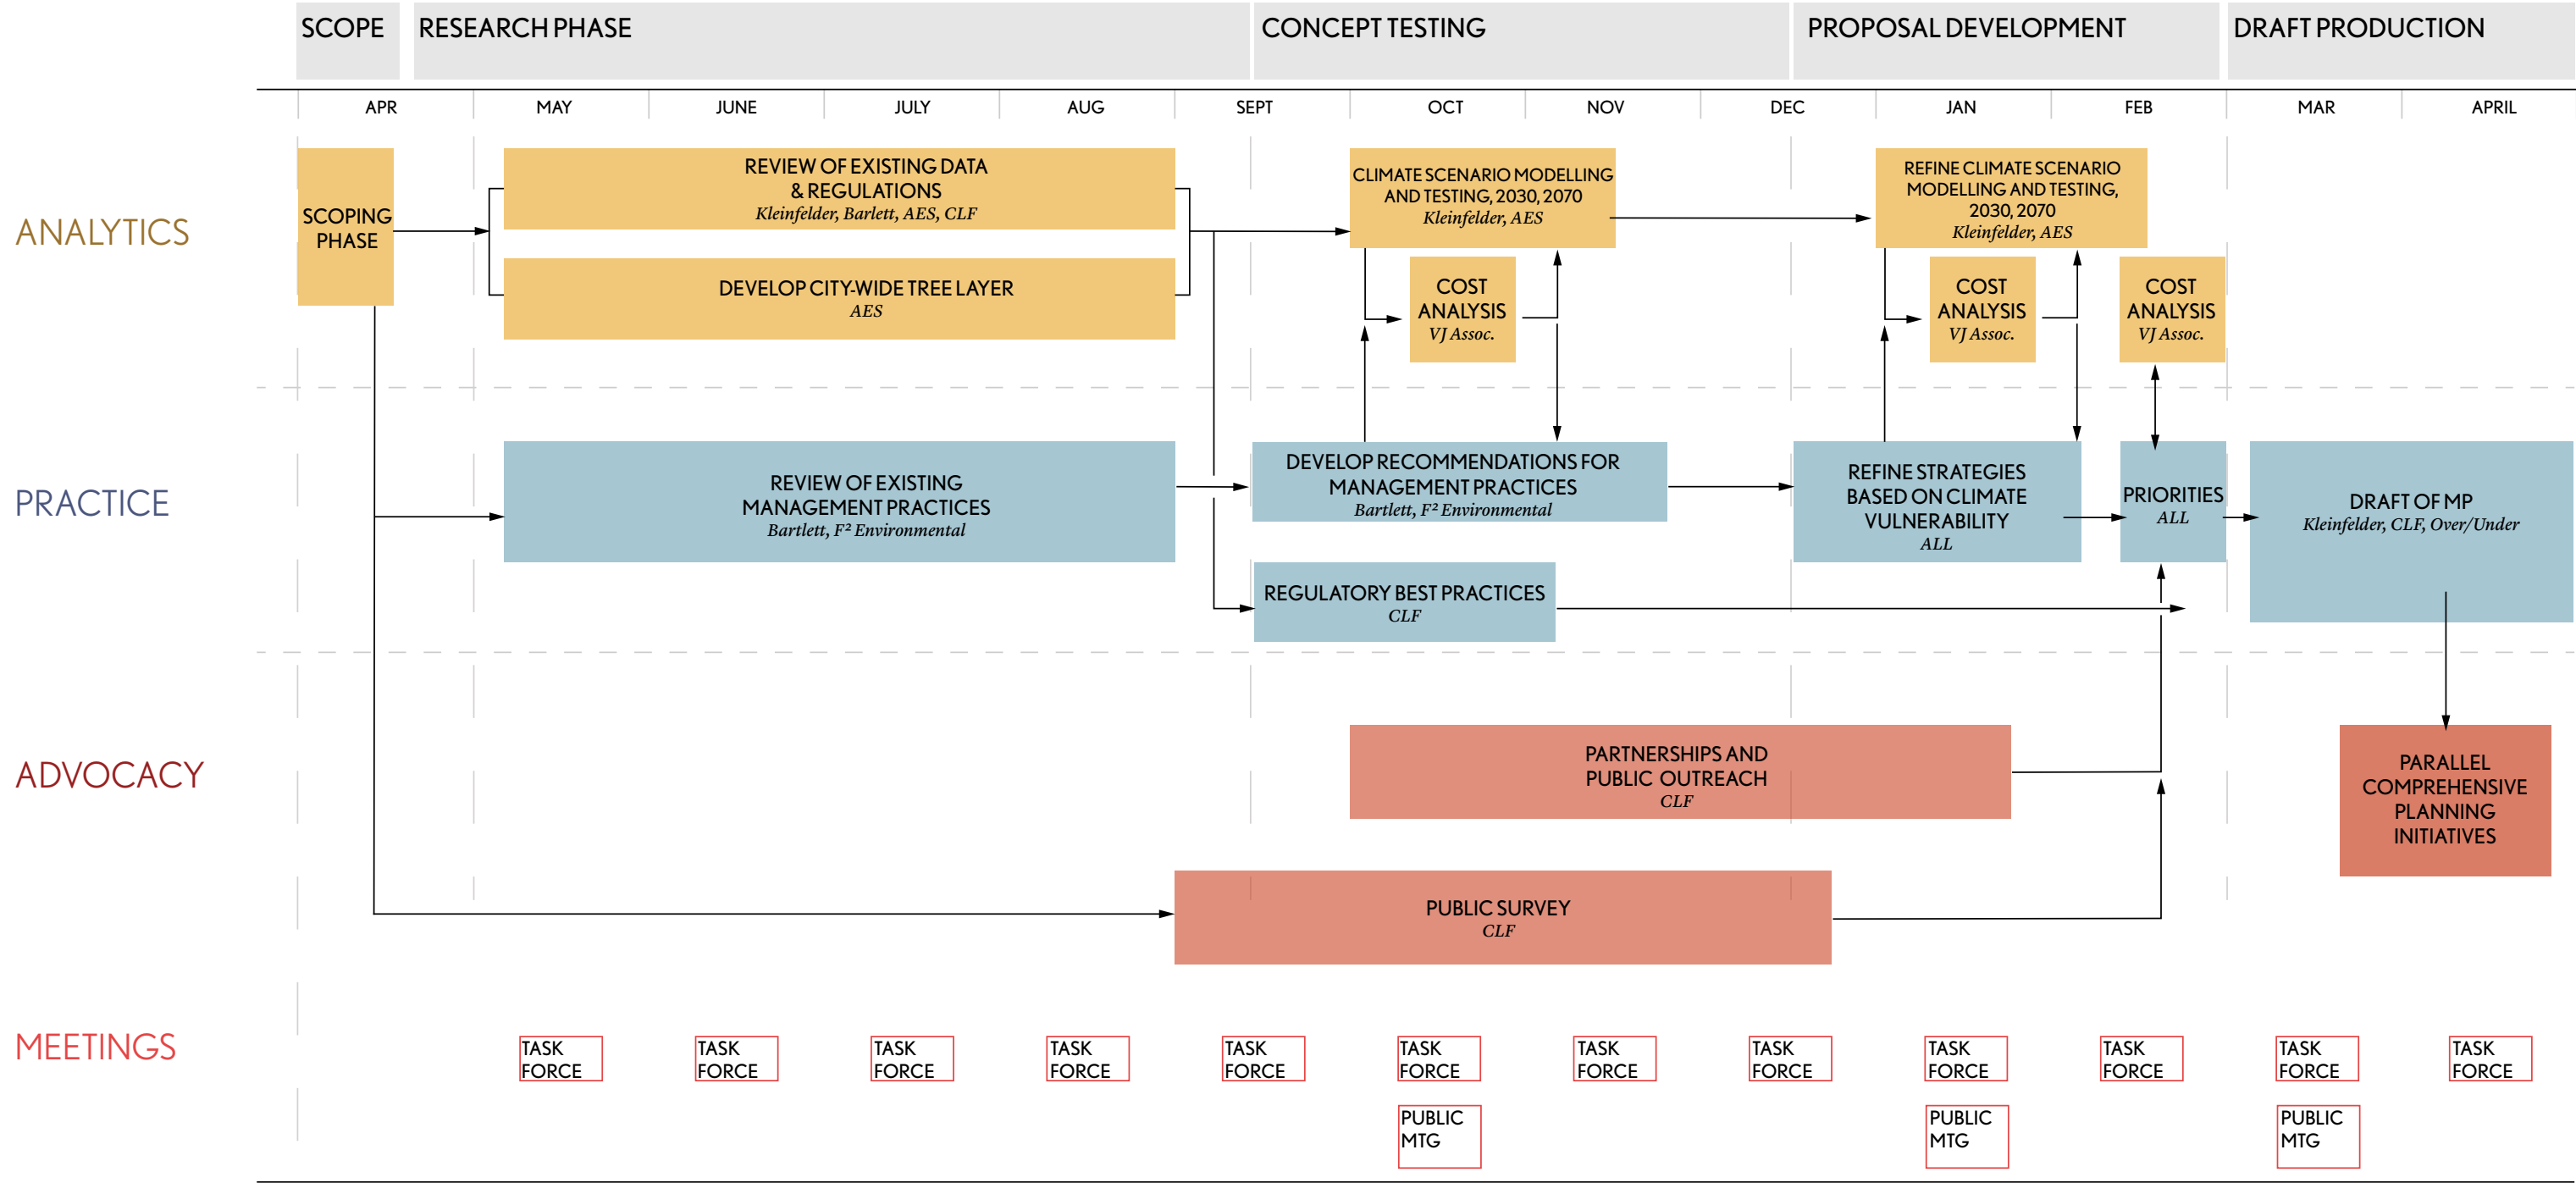 SCOPE
RESEARCH PHASE
CONCEPT TESTING
PROPOSAL DEVELOPMENT
DRAFT PRODUCTION
APR
MAY
JUNE
JULY
AUG
SEPT
OCT
NOV
DEC
JAN
FEB
MAR
APRIL
ANALYTICS
SCOPING
PHASE
REVIEW OF EXISTING DATA
& REGULATIONS
Kleinfelder, Barlett, AES, CLF
DEVELOP CITY-WIDE TREE LAYER
AES
CLIMATE SCENARIO MODELLING
AND TESTING, 2030, 2070
Kleinfelder, AES
COST
ANALYSIS
VJ Assoc.
REFINE CLIMATE SCENARIO
MODELLING AND TESTING,
2030, 2070
Kleinfelder, AES
COST
ANALYSIS
VJ Assoc.
COST
ANALYSIS
VJ Assoc.
PRACTICE
REVIEW OF EXISTING
MANAGEMENT PRACTICES
Bartlett, F² Environmental
DEVELOP RECOMMENDATIONS FOR
MANAGEMENT PRACTICES
Bartlett, F² Environmental
REGULATORY BEST PRACTICES
CLF
REFINE STRATEGIES
BASED ON CLIMATE
VULNERABILITY
ALL
PRIORITIES
ALL
DRAFT OF MP
Kleinfelder, CLF, Over/Under
ADVOCACY
PARTNERSHIPS AND
PUBLIC OUTREACH
CLF
PARALLEL
COMPREHENSIVE
PLANNING
INITIATIVES
PUBLIC SURVEY
CLF
MEETINGS
TASK
FORCE
TASK
FORCE
TASK
FORCE
TASK
FORCE
TASK
FORCE
TASK
FORCE
TASK
FORCE
TASK
FORCE
TASK
FORCE
TASK
FORCE
TASK
FORCE
TASK
FORCE
PUBLIC
MTG
PUBLIC
MTG
PUBLIC
MTG